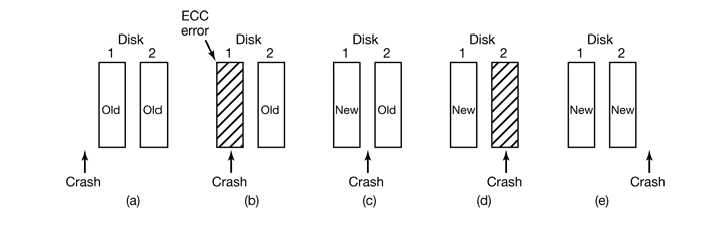 ECC
error
Disk
1 2
Old Old
Crash
(a)
Disk
1 2
Old
Crash
(b)
Disk
1 2
New Old
Crash
(c)
Disk
1 2
New
Crash
(d)
Disk
1 2
New New
Crash
(e)